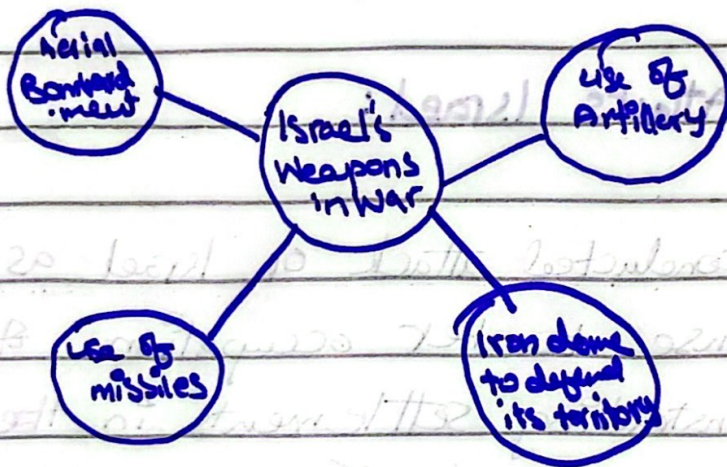 Aerial
Bombard
-ment
Israel's
Weapons
in War
use of
Artillery
use of
missiles
Iron dome
to defend
its territory